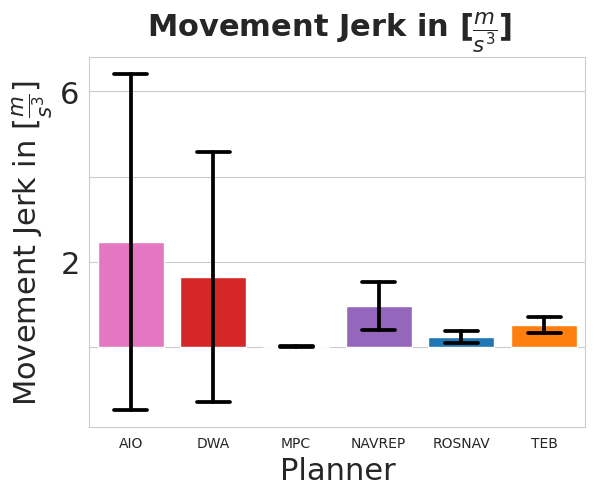 Movement Jerk in [m/s³]
Movement Jerk in [m/s³]
6
2
AIO DWA MPC NAVREP ROSNAV TEB
Planner